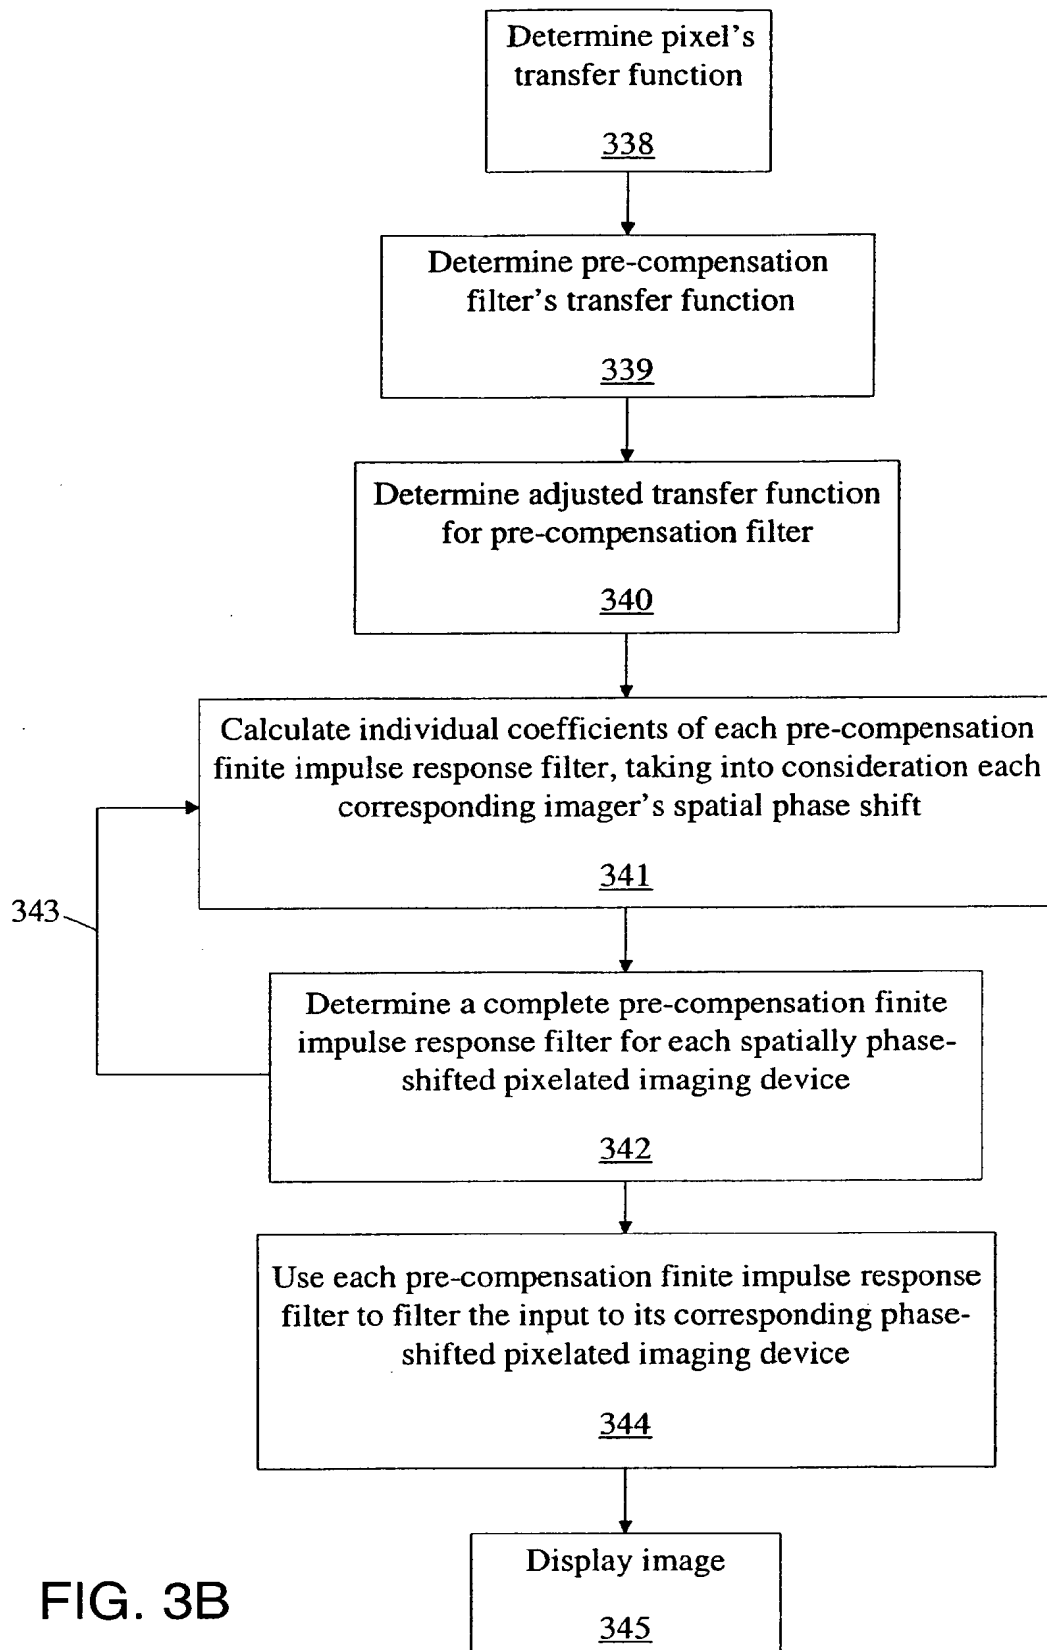 Determine pixel's
transfer function
338
Determine pre-compensation
filter's transfer function
339
Determine adjusted transfer function
for pre-compensation filter
340
Calculate individual coefficients of each pre-compensation
finite impulse response filter, taking into consideration each
corresponding imager's spatial phase shift
341
343
Determine a complete pre-compensation finite
impulse response filter for each spatially phase-
shifted pixelated imaging device
342
Use each pre-compensation finite impulse response
filter to filter the input to its corresponding phase-
shifted pixelated imaging device
344
Display image
345
FIG. 3B